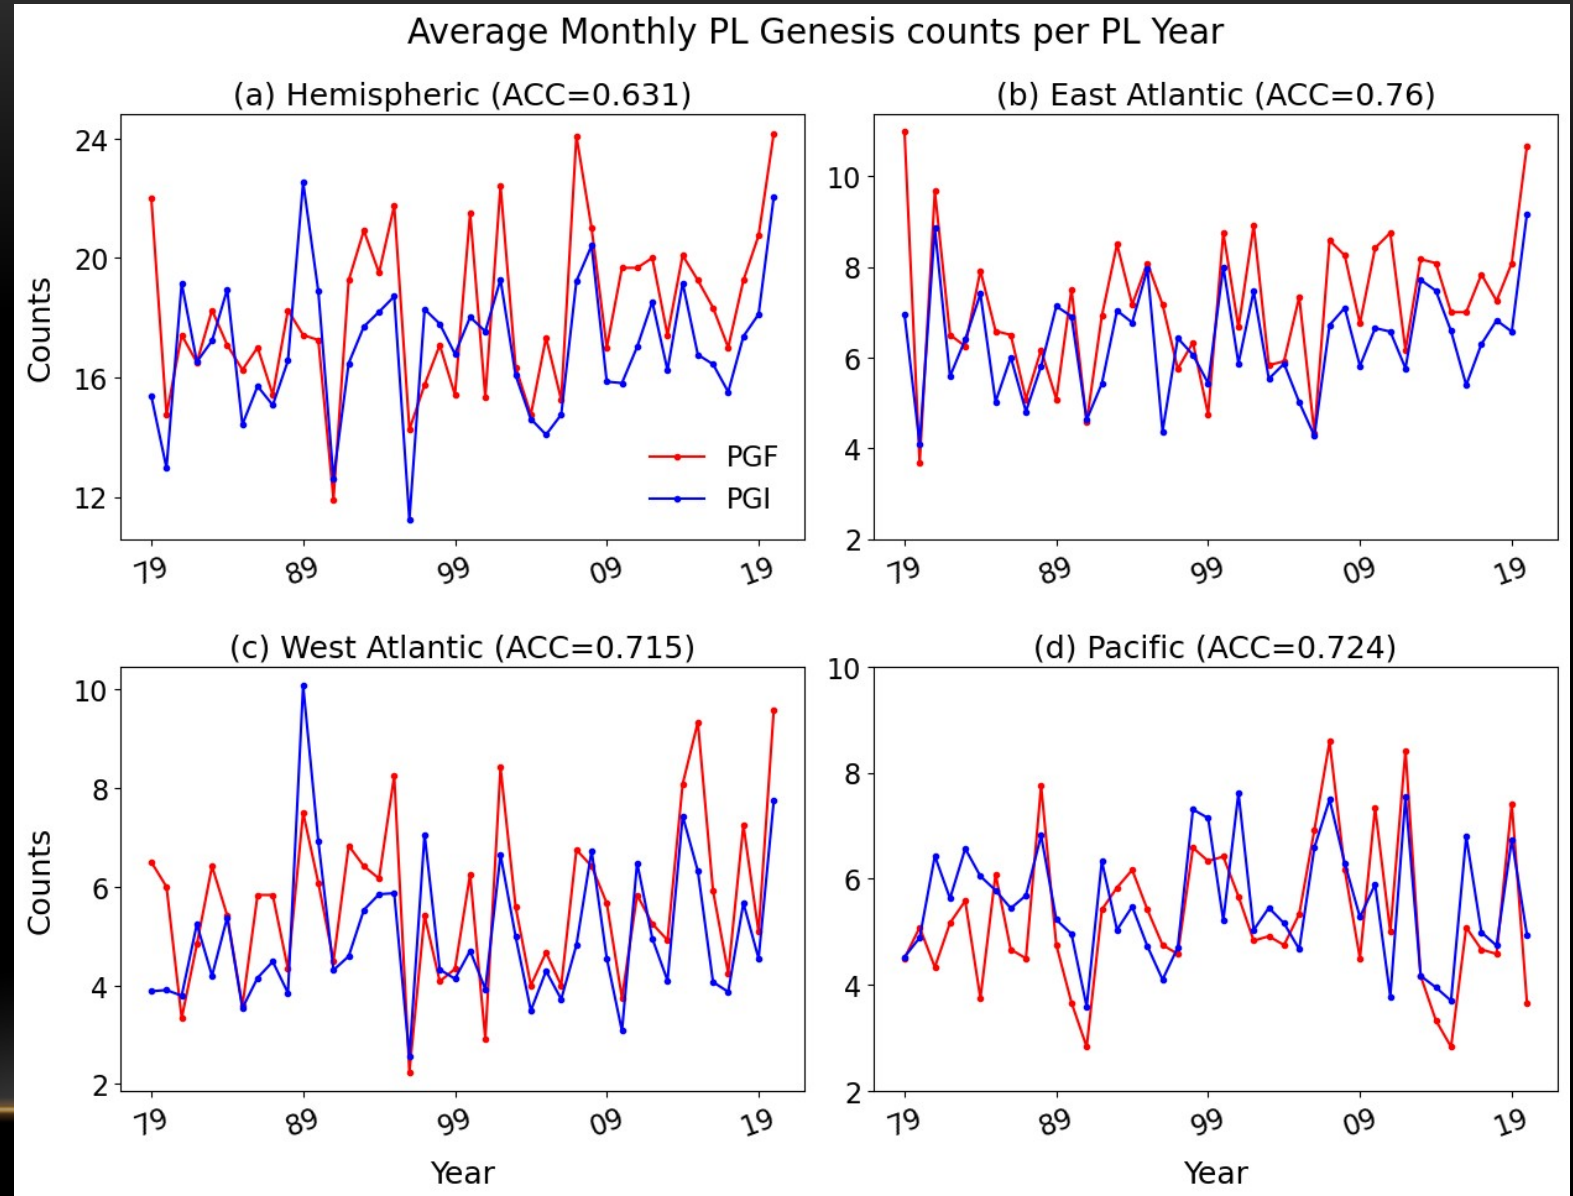 Average Monthly PL Genesis counts per PL Year
(a) Hemispheric (ACC=0.631)
24
20
16
12
Counts
PGF
PGI
79 89 99 09 19
(b) East Atlantic (ACC=0.76)
10
8
6
4
2
79 89 99 09 19
(c) West Atlantic (ACC=0.715)
10
8
6
4
2
Counts
79 89 99 09 19
Year
(d) Pacific (ACC=0.724)
10
8
6
4
2
79 89 99 09 19
Year